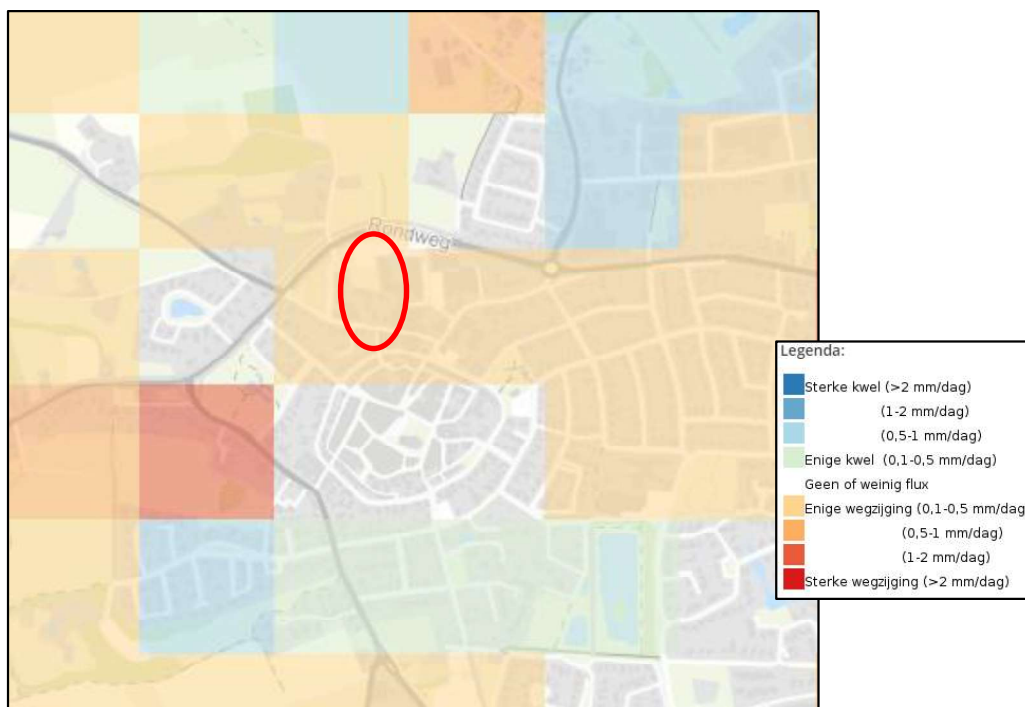 Rondweg
Legenda:
Sterke kwel (>2 mm/dag)
(1-2 mm/dag)
(0,5-1 mm/dag)
Enige kwel (0,1-0,5 mm/dag)
Geen of weinig flux
Enige wegzijging (0,1-0,5 mm/dag
(0,5-1 mm/dag)
(1-2 mm/dag)
Sterke wegzijging (>2 mm/dag)